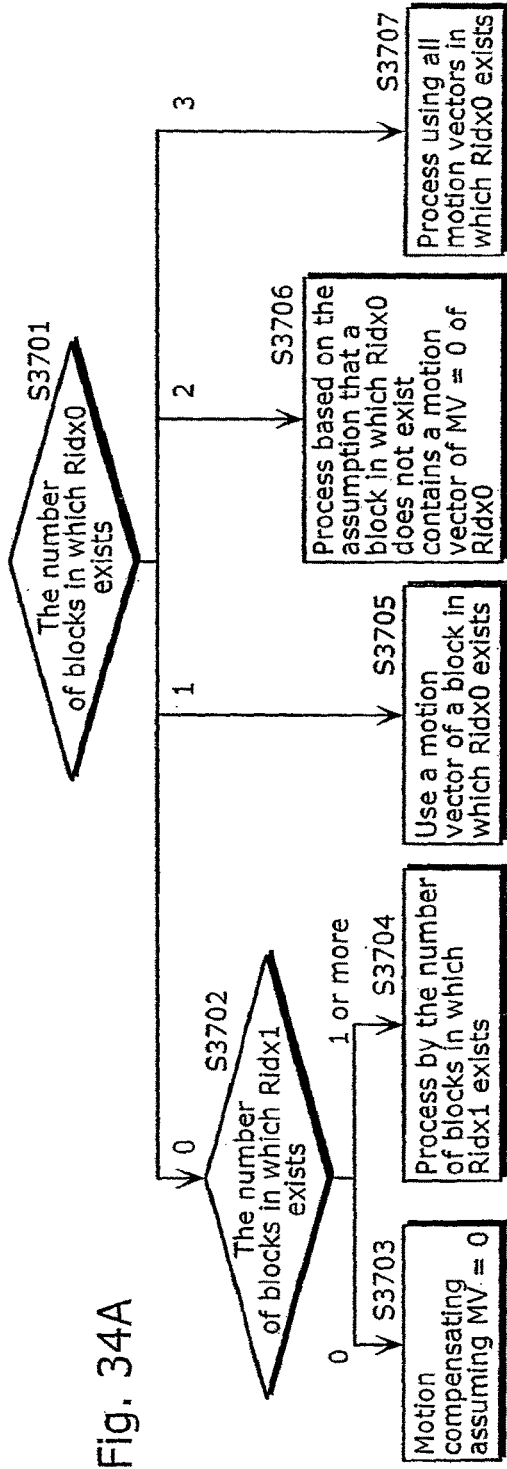 Fig. 34A
S3701
The number
of blocks in which Ridx0
exists
0
1
2
3
S3702
The number
of blocks in which Ridx1
exists
0
1 or more
S3703
Motion
compensating
assuming MV = 0
S3704
Process by the number
of blocks in which
Ridx1 exists
S3705
Use a motion
vector of a block in
which Ridx0 exists
S3706
Process based on the
assumption that a
block in which Ridx0
does not exist
contains a motion
vector of MV = 0 of
Ridx0
S3707
Process using all
motion vectors in
which Ridx0 exists